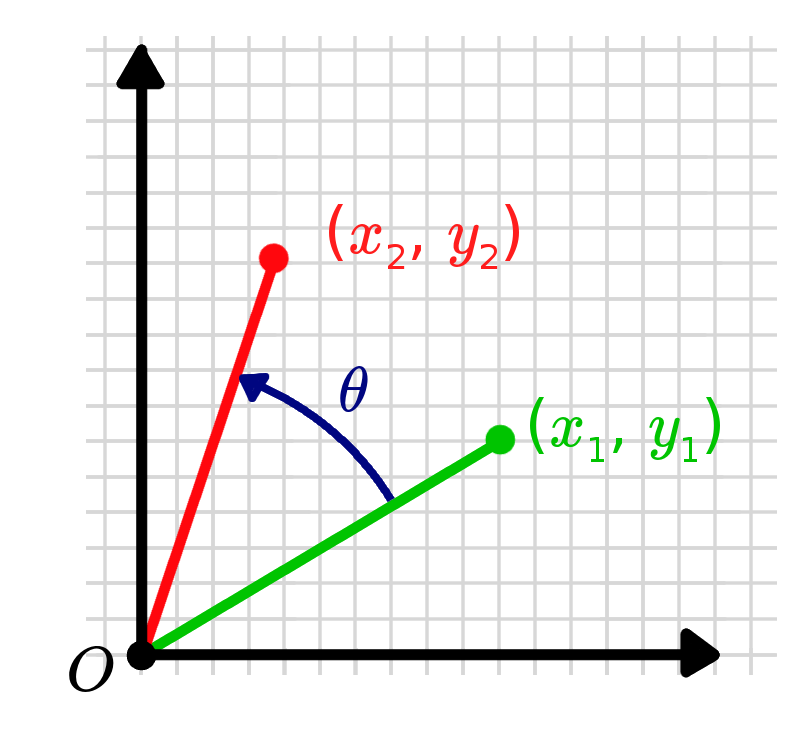 (x₂, y₂)
θ
(x₁, y₁)
O